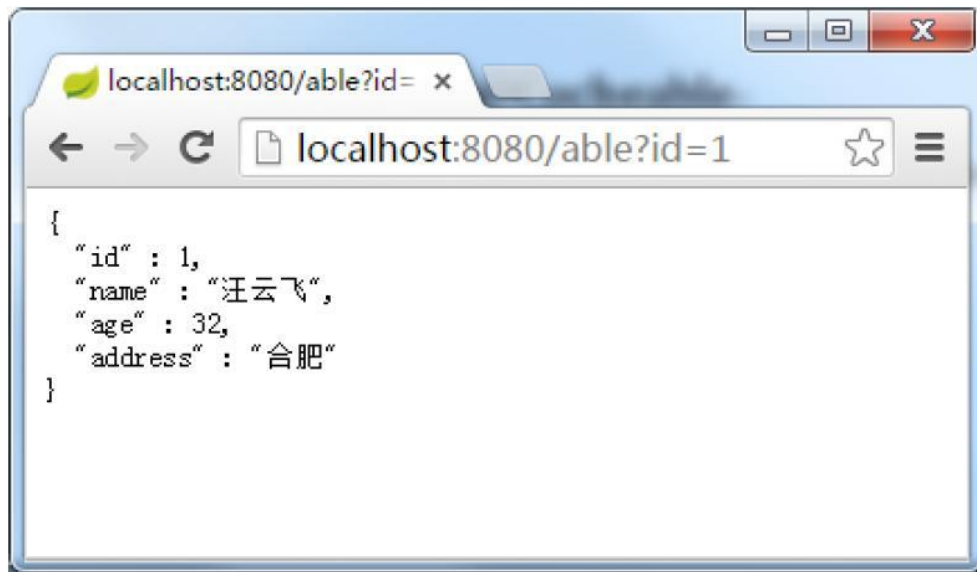 localhost:8080/able?id=
localhost:8080/able?id=1
{
"id" : 1,
"name" : "汪云飞",
"age" : 32,
"address" : "合肥"
}